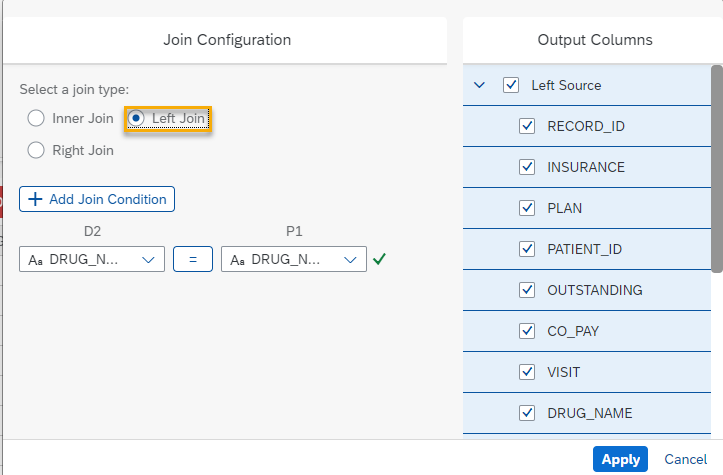 Join Configuration
Select a join type:
Inner Join
Left Join
Right Join
+ Add Join Condition
D2
P1
Aa DRUG_N...
=
Aa DRUG_N...
Output Columns
Left Source
RECORD_ID
INSURANCE
PLAN
PATIENT_ID
OUTSTANDING
CO_PAY
VISIT
DRUG_NAME
Apply
Cancel